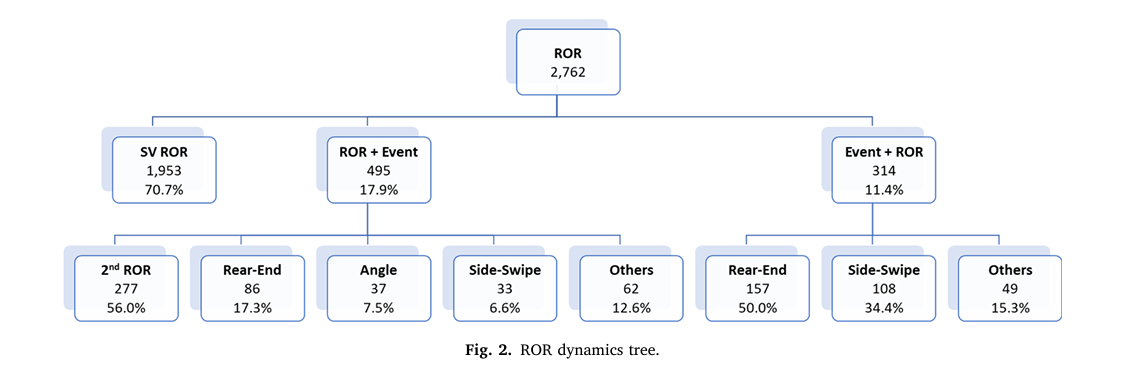 ROR
2,762
SV ROR
1,953
70.7%
ROR + Event
495
17.9%
Event + ROR
314
11.4%
2nd ROR
277
56.0%
Rear-End
86
17.3%
Angle
37
7.5%
Side-Swipe
33
6.6%
Others
62
12.6%
Rear-End
157
50.0%
Side-Swipe
108
34.4%
Others
49
15.3%
Fig. 2. ROR dynamics tree.